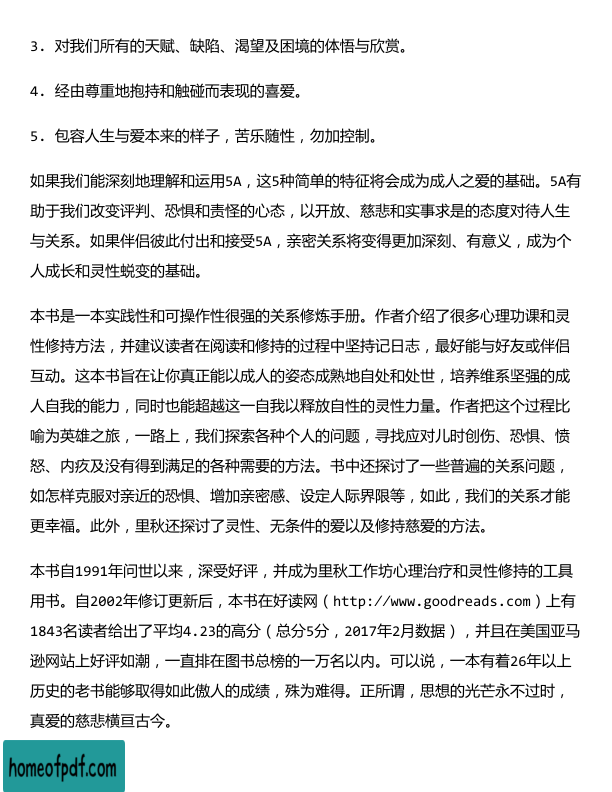 3. 对我们所有的天赋、缺陷、渴望及困境的体悟与欣赏。
4. 经由尊重地抱持和触碰而表现的喜爱。
5. 包容人生与爱本来的样子，苦乐随性，勿加控制。
如果我们能深刻地理解和运用5A，这5种简单的特征将会成为成人之爱的基础。5A有
助于我们改变评判、恐惧和责怪的心态，以开放、慈悲和实事求是的态度对待人生
与关系。如果伴侣彼此付出和接受5A，亲密关系将变得更加深刻、有意义，成为个
人成长和灵性蜕变的基础。
本书是一本实践性和可操作性很强的关系修炼手册。作者介绍了很多心理功课和灵
性修持方法，并建议读者在阅读和修持的过程中坚持记日志，最好能与好友或伴侣
互动。这本书旨在让你真正能以成人的姿态成熟地自处和处世，培养维系坚强的成
人自我的能力，同时也能超越这一自我以释放自性的灵性力量。作者把这个过程比
喻为英雄之旅，一路上，我们探索各种个人的问题，寻找应对儿时创伤、恐惧、愤
怒、内疚及没有得到满足的各种需要的方法。书中还探讨了一些普遍的关系问题，
如怎样克服对亲近的恐惧、增加亲密感、设定人际界限等，如此，我们的关系才能
更幸福。此外，里秋还探讨了灵性、无条件的爱以及修持慈爱的方法。
本书自1991年问世以来，深受好评，并成为里秋工作坊心理治疗和灵性修持的工具
用书。自2002年修订更新后，本书在好读网（http://www.goodreads.com）上有
1843名读者给出了平均4.23的高分（总分5分，2017年2月数据），并且在美国亚马
逊网站上好评如潮，一直排在图书总榜的一万名以内。可以说，一本有着26年以上
历史的老书能够取得如此傲人的成绩，殊为难得。正所谓，思想的光芒永不过时，
真爱的慈悲横亘古今。
homeofpdf.com